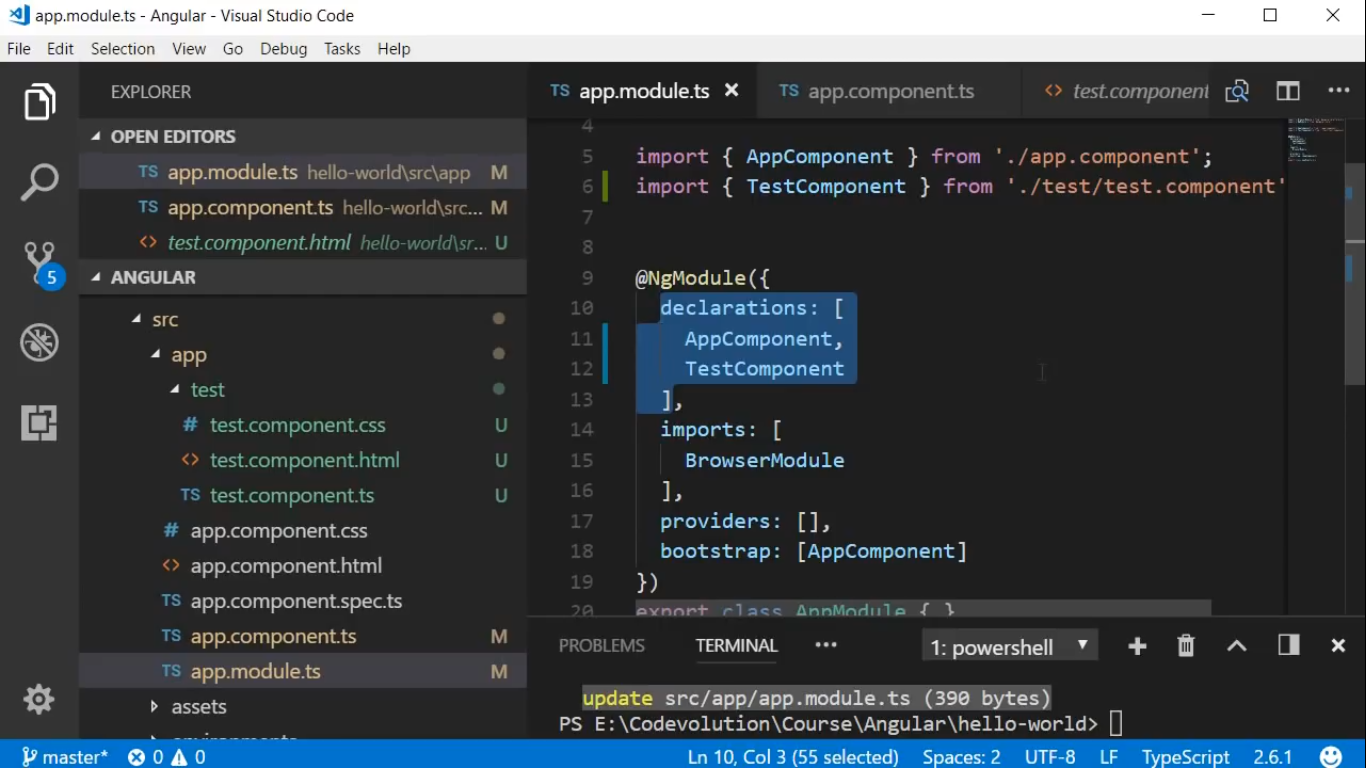 app.module.ts - Angular - Visual Studio Code
File Edit Selection View Go Debug Tasks Help
EXPLORER
OPEN EDITORS
TS app.module.ts hello-world\src\app M
TS app.component.ts hello-world\src... M
<> test.component.html hello-world\sr... U
ANGULAR
src
app
test
# test.component.css U
<> test.component.html U
TS test.component.ts U
# app.component.css
<> app.component.html
TS app.component.spec.ts
TS app.component.ts M
TS app.module.ts M
assets
environments
5
TS app.module.ts × TS app.component.ts <> test.component ...
4
5 import { AppComponent } from './app.component';
6 import { TestComponent } from './test/test.component'
7
8
9 @NgModule({
10 declarations: [
11 AppComponent,
12 TestComponent
13 ],
14 imports: [
15 BrowserModule
16 ],
17 providers: [],
18 bootstrap: [AppComponent]
19 })
20 export class AppModule { }
PROBLEMS TERMINAL ... 1: powershell
update src/app/app.module.ts (390 bytes)
PS E:\Codevolution\Course\Angular\hello-world>
master* 0 0 Ln 10, Col 3 (55 selected) Spaces: 2 UTF-8 LF TypeScript 2.6.1